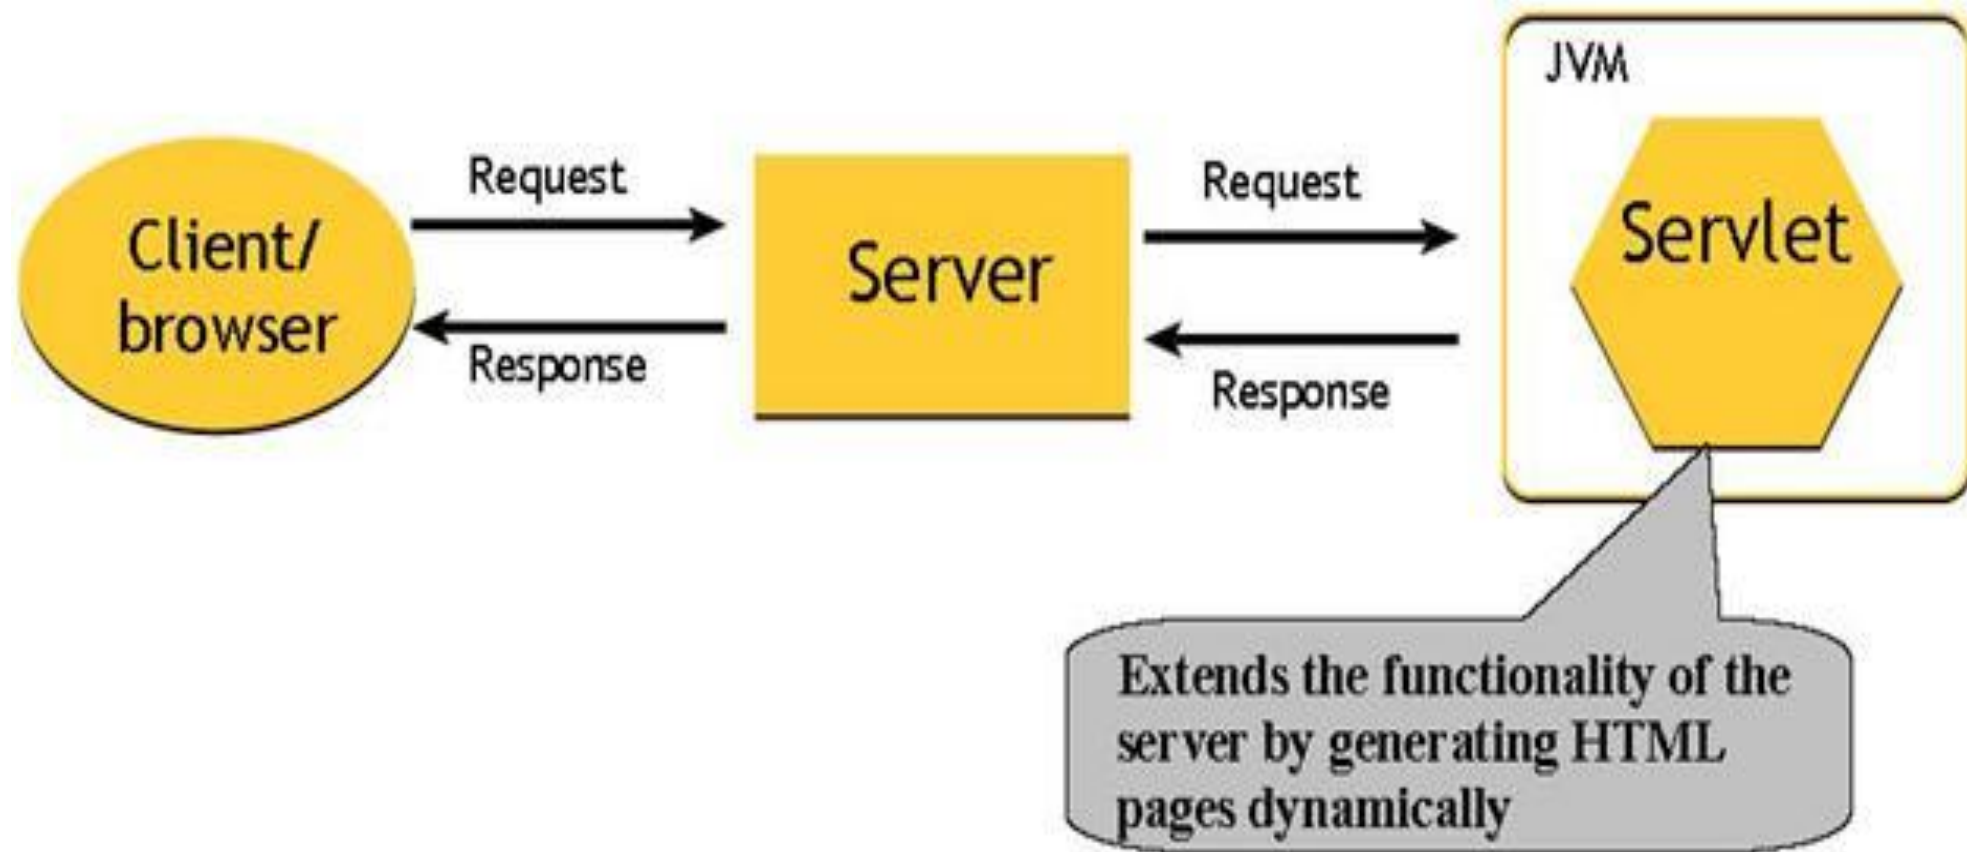 JVM
Client/
browser
Request
Response
Server
Request
Response
Servlet
Extends the functionality of the
server by generating HTML
pages dynamically